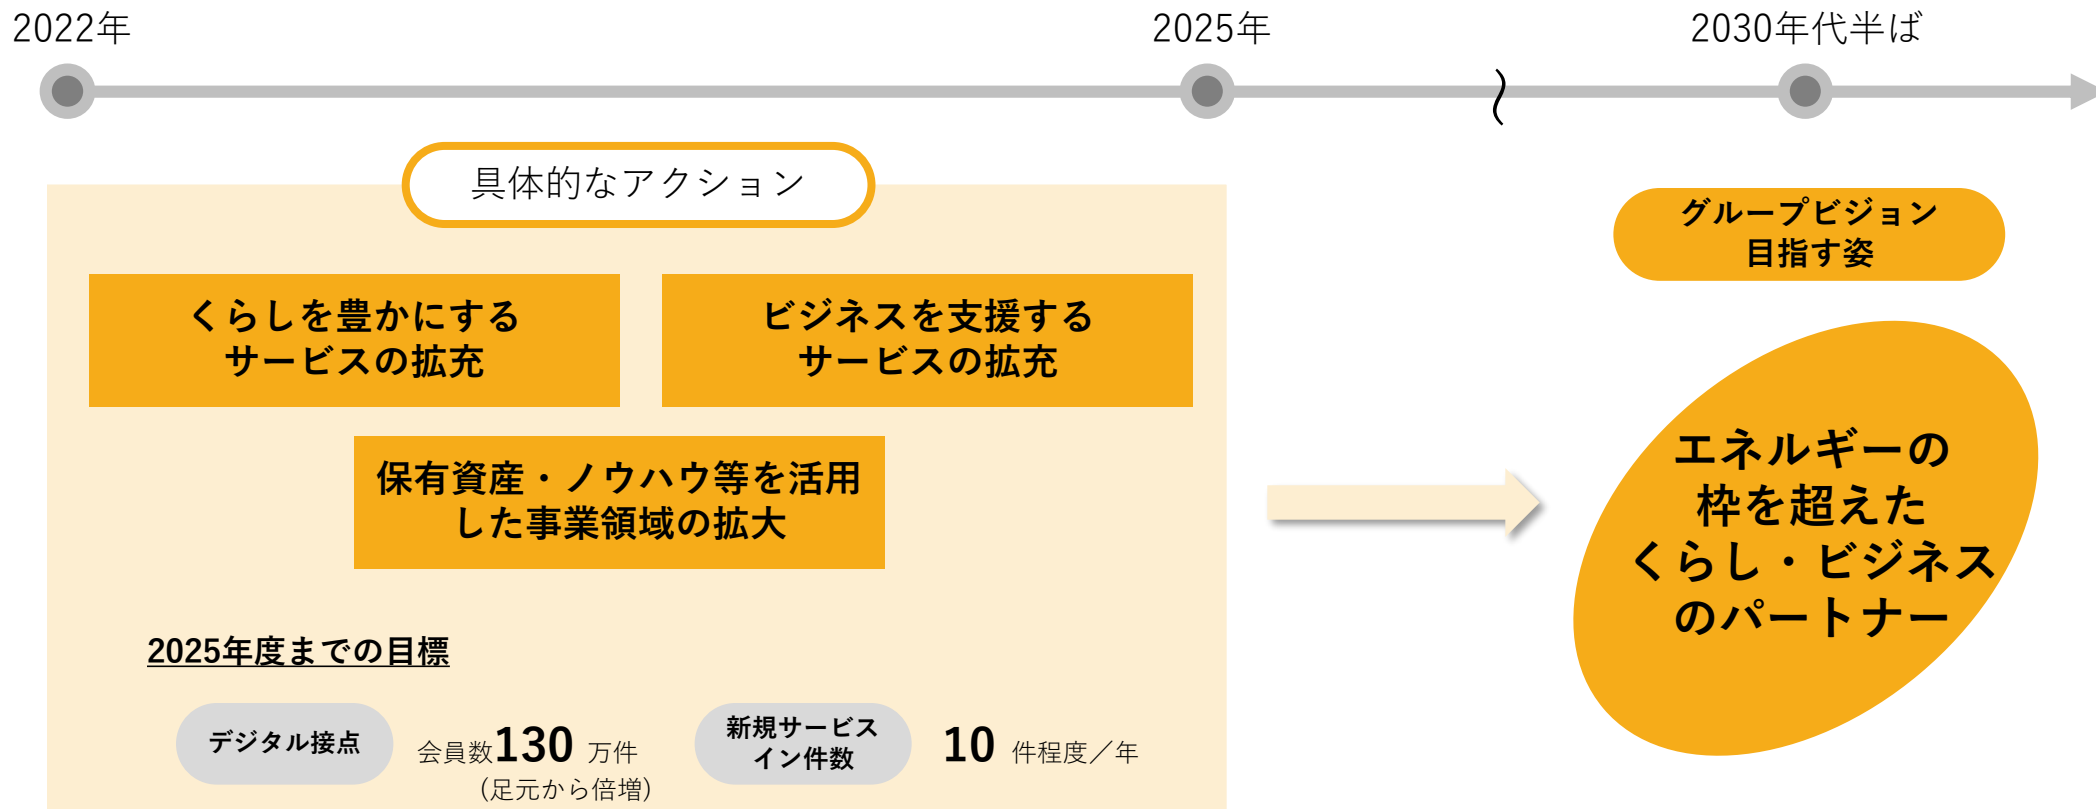 2022年
2025年
2030年代半ば
具体的なアクション
くらしを豊かにする
サービスの拡充
ビジネスを支援する
サービスの拡充
保有資産・ノウハウ等を活用
した事業領域の拡大
2025年度までの目標
デジタル接点
会員数130 万件
(足元から倍増)
新規サービス
イン件数
10 件程度／年
グループビジョン
目指す姿
エネルギーの
枠を超えた
くらし・ビジネス
のパートナー